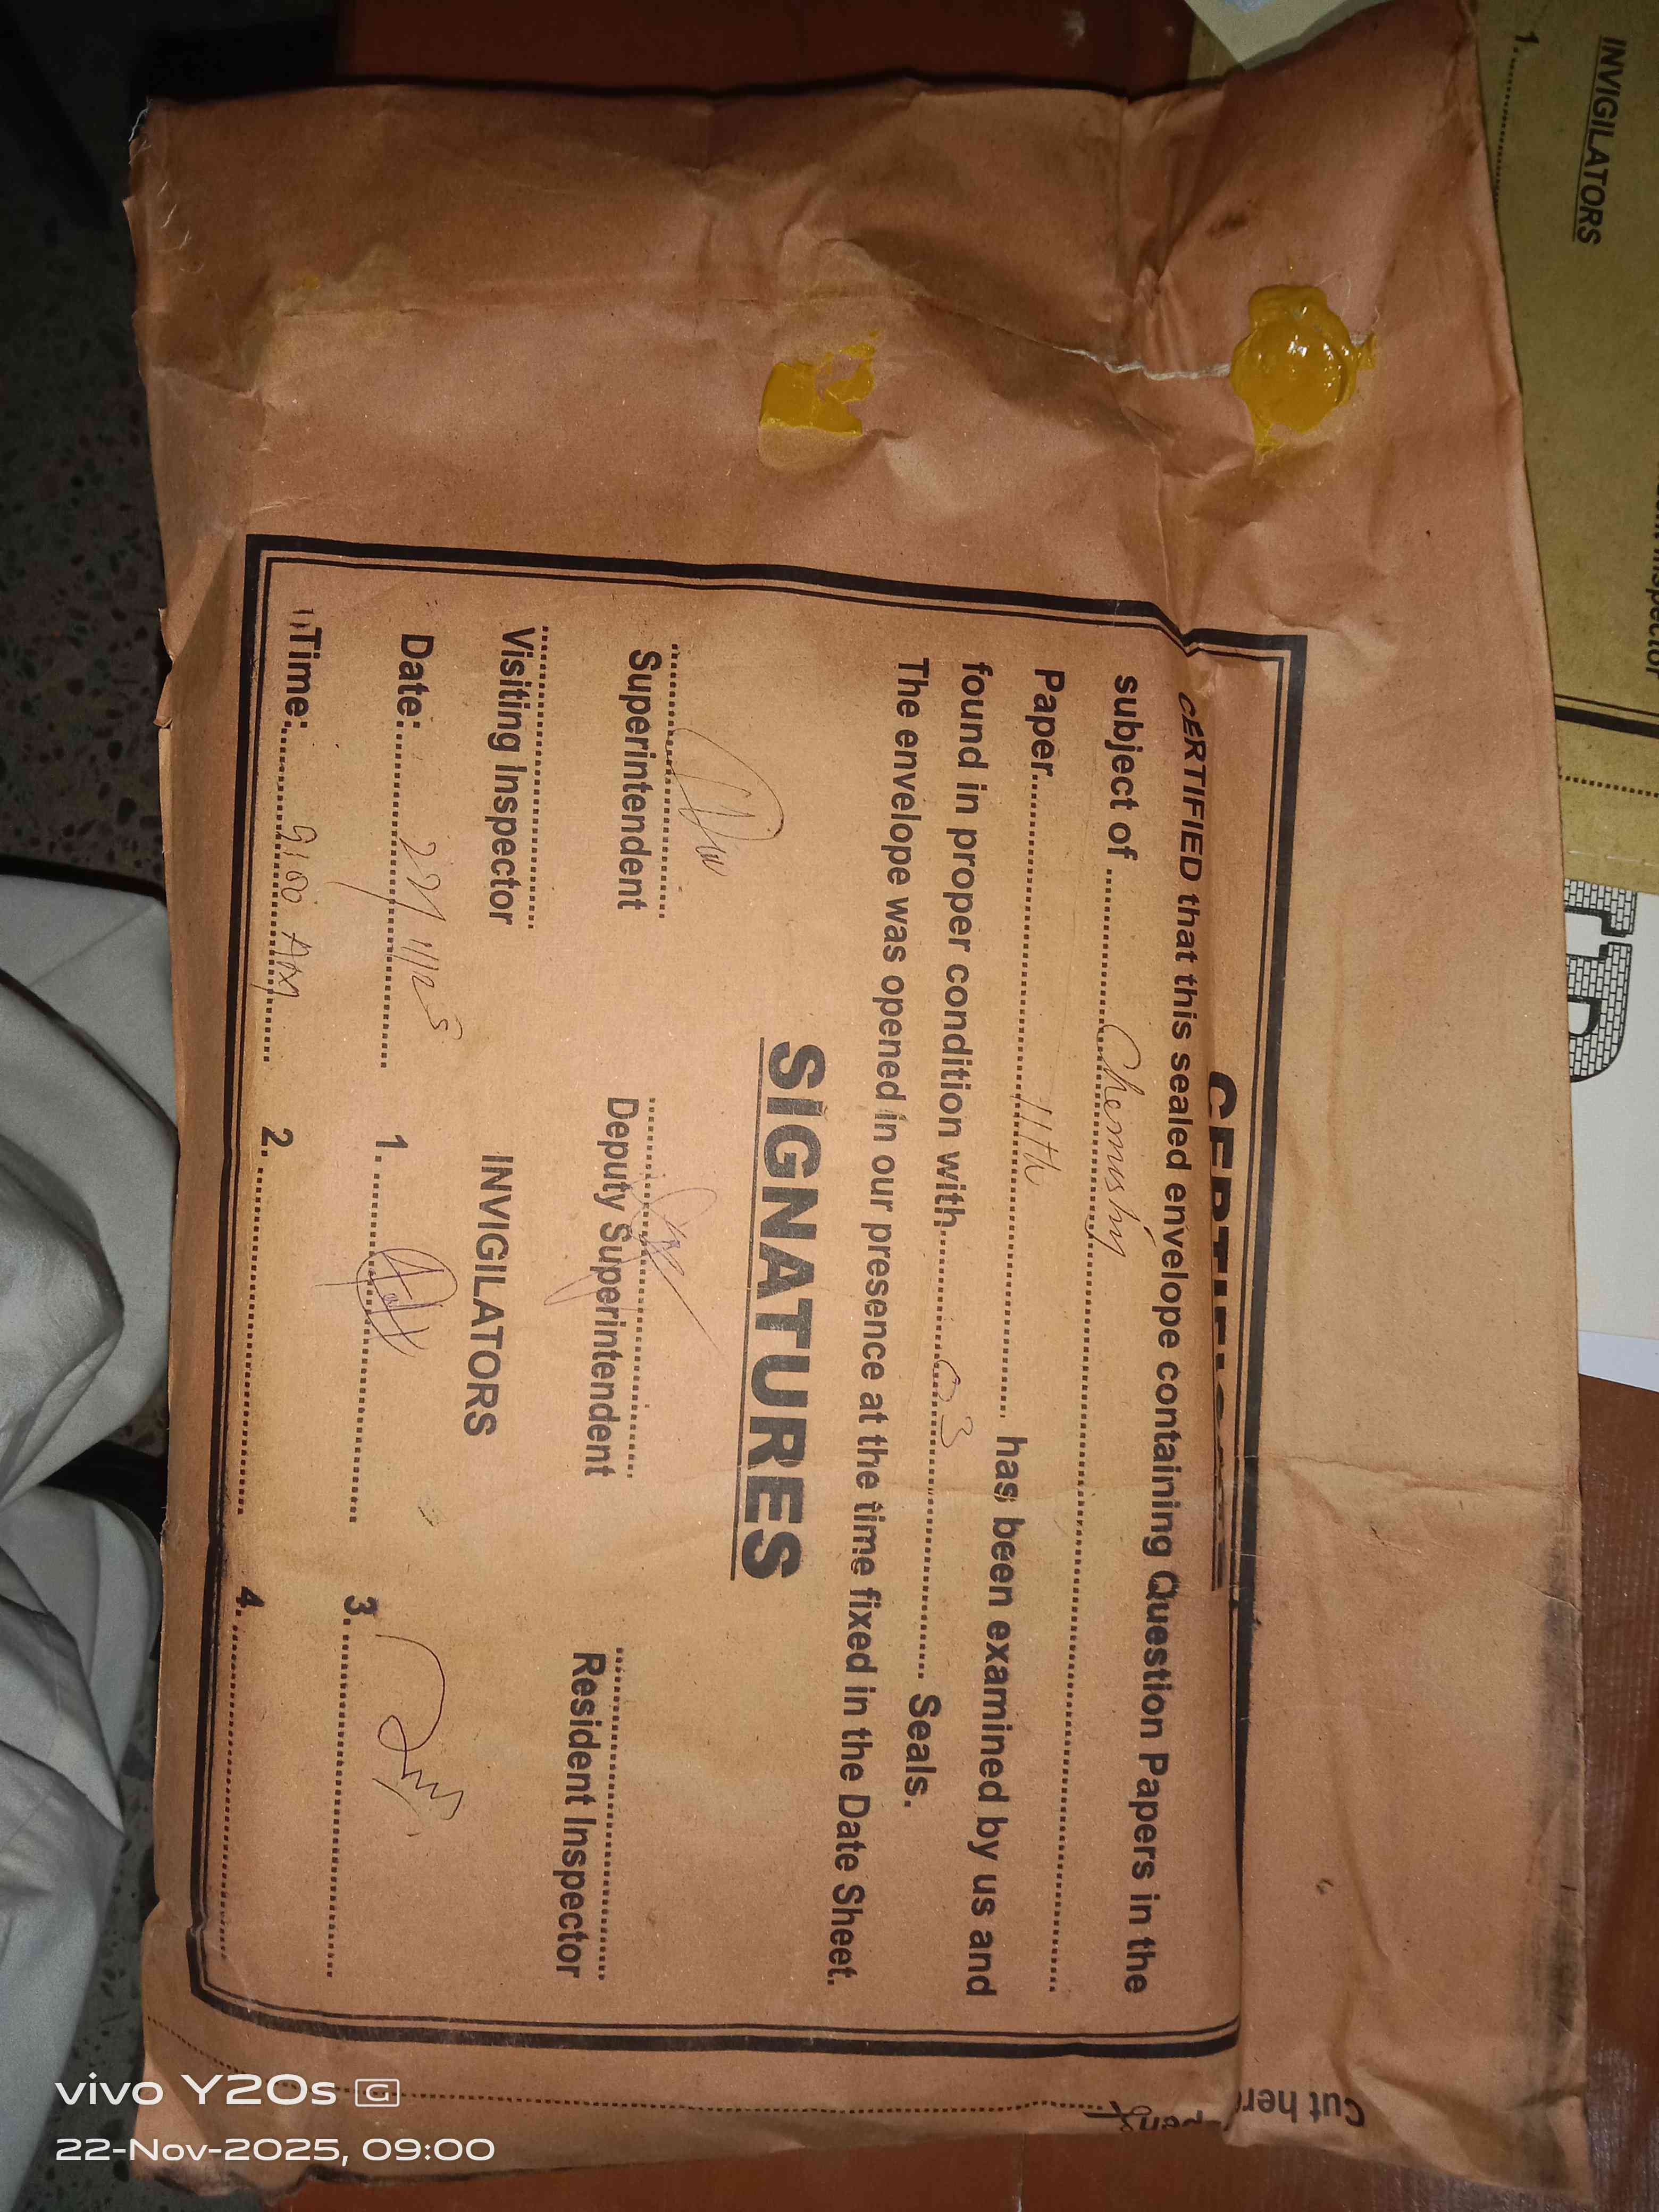 CERTIFICATE
CERTIFIED that this sealed envelope containing Question Papers in the
subject of .......... Chemistry ..........
Paper .......... 11th .......... has been examined by us and
found in proper condition with .......... 03 .......... Seals.
The envelope was opened in our presence at the time fixed in the Date Sheet.
SIGNATURES
Superintendent
Deputy Superintendent
Resident Inspector
Visiting Inspector
INVIGILATORS
Date: 22/11/25
1.
3.
Time: 9:00 AM
2.
4.
Cut here
INVIGILATORS
1.
vivo Y20s G
22-Nov-2025, 09:00